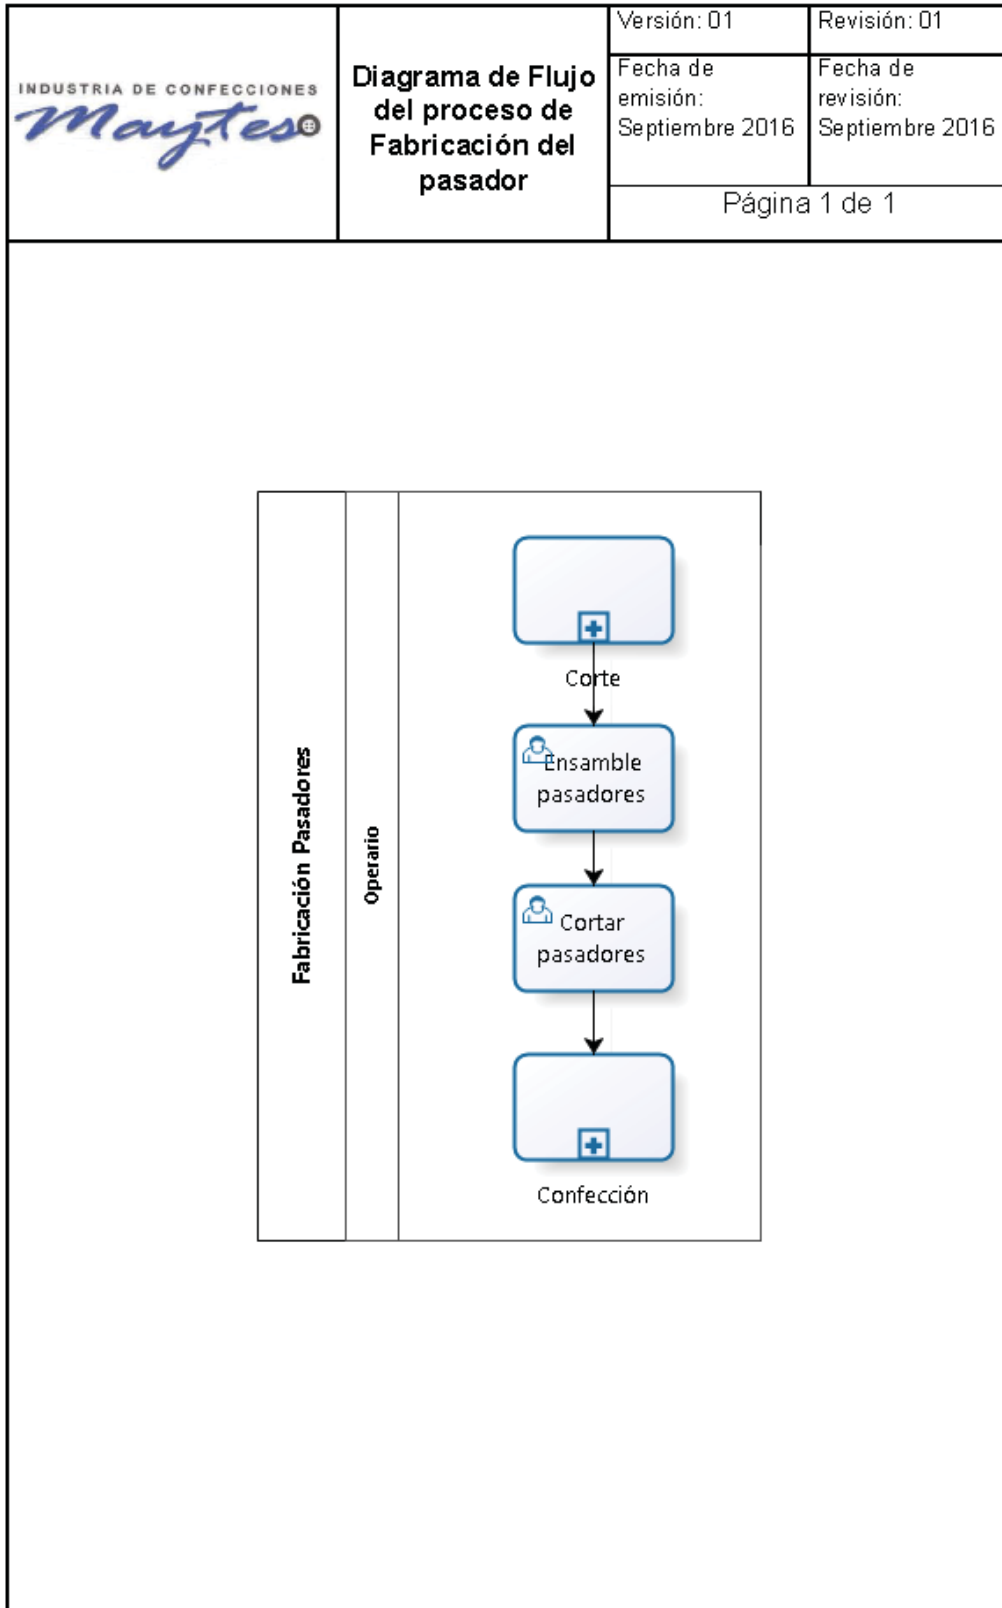 INDUSTRIA DE CONFECCIONES
Maytes
Diagrama de Flujo
del proceso de
Fabricación del
pasador
Versión: 01
Revisión: 01
Fecha de
emisión:
Septiembre 2016
Fecha de
revisión:
Septiembre 2016
Página 1 de 1
Fabricación Pasadores
Operario
Corte
Ensamble
pasadores
Cortar
pasadores
Confección